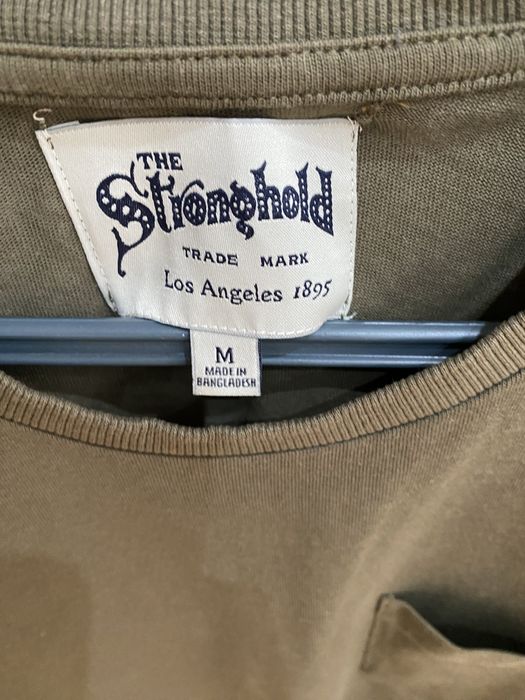 THE
Stronghold
TRADE MARK
Los Angeles 1895
M
MADE IN
BANGLADESH